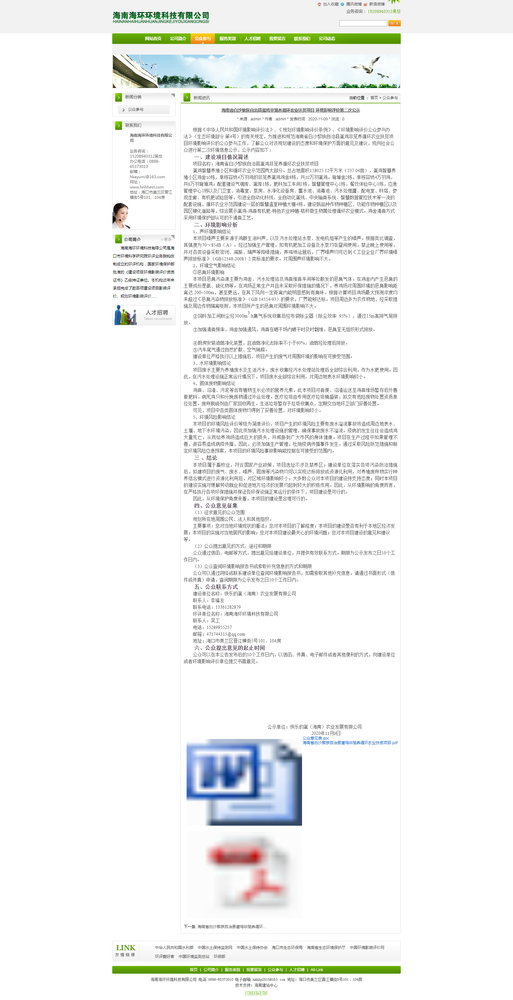 加入收藏 腾讯微博 新浪微博
业务咨询： 15208940312吴总
海南海环环境科技有限公司
HAINANHAIHUANHUANJINGKEJIYOUXIANGONGSI
搜 索
网站首页 公司简介 公众参与 服务类别 人才招聘 我要留言 联系我们 公司动态
新闻分类
公众参与
联系我们
海南海环环境科技有限公
司
业务咨询：
15208940312吴总
办公电话：0898-
65373010
邮箱：
hkayumi@163.com
网址：
www.hnhhest.com
地址：海口市美兰区晋江
横街5号101、104房
公司简介 >>更多
海南海环环境科技有限公司是海
口市环境科学研究院环评业务脱钩改
制成立的环评机构，国家环境保护部
批准的《建设项目环境影响评价资质
证书》乙级持证单位。本机构近年来
承担完成了数百项建设项目影响评
价、规划环境影响评价.....
人才招聘
Talent recruitment
新闻资讯 当前位置 ： 首页 > 公众参与
海南省白沙黎族自治县蛋鸡非笼养循环农业扶贫项目 环境影响评价第二次公示
* 来源 : admin * 作者 : admin * 发表时间 : 2020-11-09 * 浏览 : 0
根据《中华人民共和国环境影响评价法》、《规划环境影响评价条例》、《环境影响评价公众参与办
法》（生态环境部令 第4号）的有关规定，为推进和规范海南省白沙黎族自治县蛋鸡非笼养循环农业扶贫项
目环境影响评价的公众参与工作，了解公众对该规划建设的态度和环境保护方面的意见及建议，现向社会公
众进行第二次环境信息公示，公示内容如下：
一、建设项目情况简述
项目名称：海南省白沙黎族自治县蛋鸡非笼养循环农业扶贫项目
蛋鸡智慧养殖小区和循环农业示范园两大部分。总占地面积158025.12平方米（237.04亩），蛋鸡智慧养
殖小区鸡舍10栋，单栋容纳4万羽鸡的非笼养蛋鸡鸡舍8栋，共32万羽蛋鸡。育雏舍2栋，单栋容纳4万羽鸡，
共8万羽育雏鸡；配套建设气调库、蛋库1栋，肥料加工车间1栋，智慧管理中心1栋，餐饮体验中心1栋，应急
管理中心1栋以及门卫室、消毒室、泵房、水净化设备房、蓄水池、消毒池、污水处理罐、配电室、料塔、参
观走廊、有机肥试验田等，引进全自动化料线、全自动化蛋线、中央输粪系统、智慧数据管控技术等一流的
配套设施，循环农业示范园建设一层的智慧温室种植大棚4栋，建设新品种作物种植区、功能作物种植区以及
园区硬化道路等，综合展示蛋鸡-鸡粪有机肥-特色农业种植-秸秆微生物菌处理循环农业模式。鸡舍清粪方式
采用环境保护部认可的干清粪工艺。
二、环境影响分析
1、声环境影响结论
本项目噪声主要来源于鸡群生活叫声，以及污水处理站水泵、发电机组等产生的噪声。根据类比调查，
其强度为70～85dB（A）。经过加强生产管理，如有机肥加工设备及水泵均在昼间使用，禁止晚上使用等，
并对各类设备采取密闭、减振、隔声等降噪措施，养鸡场运营后，厂界噪声均可达到《工业企业厂界环境噪
声排放标准》（GB12348-2008）2 类标准的要求。对周围声环境影响不大。
2、环境空气影响结论
①恶臭环境影响
本项目恶臭污染源主要为鸡舍、污水处理站及鸡粪堆粪车间等处散发的恶臭气体。在鸡舍内产生恶臭的
主要成份是氨、硫化物等。在鸡场正常生产并且未采取环保措施的情况下，养鸡场对周围环境的恶臭影响距
离达 200~500m，甚至更远，在其下风向一定距离内能明显感到有臭味。根据计算项目鸡场最大预测浓度均
未超过《恶臭污染物排放标准》（GB 14554-93）的要求，厂界能够达标。项目周边多为农作物地，经采取措
施及周边作物隔离吸附，本项目所产生的恶臭对周围环境影响不大。
②饲料加工间粉尘经3000m3/h集气系统收集后经布袋除尘器（除尘效率 95%），通过15m高排气筒排
放。
③加强清粪频率，鸡舍加强通风，鸡粪在晒干场内晒干时及时翻堆，恶臭呈无组织形式排放。
④厨房安装油烟净化装置，且油烟净化去除率不小于60%，油烟经处理后排放。
⑤汽车尾气通过自然扩散、空气稀释。
建设单位严格执行以上措施后，项目产生的废气对周围环境的影响在可接受范围。
3、水环境影响结论
项目废水主要为养殖废水及生活污水，废水收集经污水处理站处理后全部综合利用，作为水肥使用。因
此，在污水处理设施正常运行情况下，项目废水全部综合利用，对周边地表水环境影响较小。
4、固体废物影响结论
鸡粪、沼渣、污泥等含有植物生长必须的营养元素，此本项目对粪便、沼渣运送至鸡粪堆场暂存后外售
做肥料。病死鸡只和分娩废物通过外运处理。医疗垃圾由专用医疗垃圾桶盛装，拟交有危险废物处置资质单
位处置。废弃脱硫剂由厂家回收再生。生活垃圾暂存于垃圾收集点，定期交当地环卫部门妥善处置。
可见，项目中各类固体废物均得到了妥善处置，对环境影响较小。
5、环境风险影响结论
本项目的环境风险评价等级为简单评价，项目产生的环境风险主要有废水溢流事故将造成周边地表水、
土壤、地下水环境污染，因此须加强污水处理设施的管理，确保事故废水不溢流。疫病的发生往往会造成鸡
大量死亡，从而给养鸡场造成巨大的损失，并威胁到广大市民的身体健康。项目在生产过程中如果管理不
善，很容易造成病疫传播，因此，必须加强生产管理，杜绝疫病传播事件发生。通过采取风险防范措施和制
定环境风险应急预案，本项目的环境风险事故影响能控制在可接受的范围内。
三 、结论
本项目属于畜牧业，符合国家产业政策，项目选址不涉及禁养区；建设单位在落实各项污染防治措施
后，拟建项目的废气、废水、噪声、固废等污染物均可以实现达标排放或资源化利用，对养殖废弃物实行种
养结合模式进行资源化利用后，对区域环境影响较小；大多数公众对本项目的建设持支持态度；同时本项目
的建设实施对缓解劳动就业和促进地方经济的发展均起到较大的积极作用。因此，从环境影响的角度而言，
在严格执行各项环保措施并保证各环保设施正常运行的条件下，项目建设是可行的。
因此，从环境保护角度来看，本项目的建设是合理可行的。
四、公众意见征集
（1）征求意见的公众范围
规划所在地周围公民、法人和其他组织。
主要事项：您对当地环境现状的看法；您对本项目的了解程度；本项目的建设是否有利于本地区经济发
展；本项目的实施对当地居民的影响；您对本项目建设最关心的环境问题；您对本项目建设的意见和建议
等。
（2）公众提出意见的方式、途径和期限
公众通过信函、电邮等方式，提出意见给建设单位，并提供有效联系方式。期限为公示发布之日10个工
作日内。
（3）公众查阅环境影响报告书或索取补充信息的方式和期限
公众可以通过网络或联系建设单位查阅环境影响报告书，如需索取其他补充信息，请通过书面形式（信
件或传真）申请，查阅期限为公示发布之日10个工作日内。
五、公众联系方式
建设单位名称：快乐的蛋（海南）农业发展有限公司
联系人：李福友
联系电话：13361282879
环评单位名称：海南海环环境科技有限公司
联系人：吴工
电话：15289955257
邮箱：471744315@qq.com
地址：海口市美兰区晋江横街5号101、104房
六、公众提出意见的起止时间
公众可以在本公告发布后的10个工作日内，以信函、传真、电子邮件或者其他便利的方式，向建设单位
或者环境影响评价单位提交书面意见。
公示单位：快乐的蛋（海南）农业发展有限公司
2020年11月9日
公众意见表.doc
海南省白沙黎族自治县蛋鸡非笼养循环农业扶贫项目.pdf
下一条: 海南省白沙黎族自治县蛋鸡非笼养循环...
LINK
友情链接
中华人民共和国水利部 中国水土保持监测网 中国水土保持协会 海口市生态环保局 海南省生态环境保护厅 中国环境影响评价网
环评爱好者 中国环境监测总站 环保部
首页 | 公司简介 | 服务类别 | 我要留言 | 公众参与 | 人才招聘 | All-Link
海南海环环境科技有限公司 电话:0898-65373010 电子邮箱:hkhhy2015@163.com 地址：海口市美兰区晋江横街5号101、104房
技术支持：海南建站中心
163616